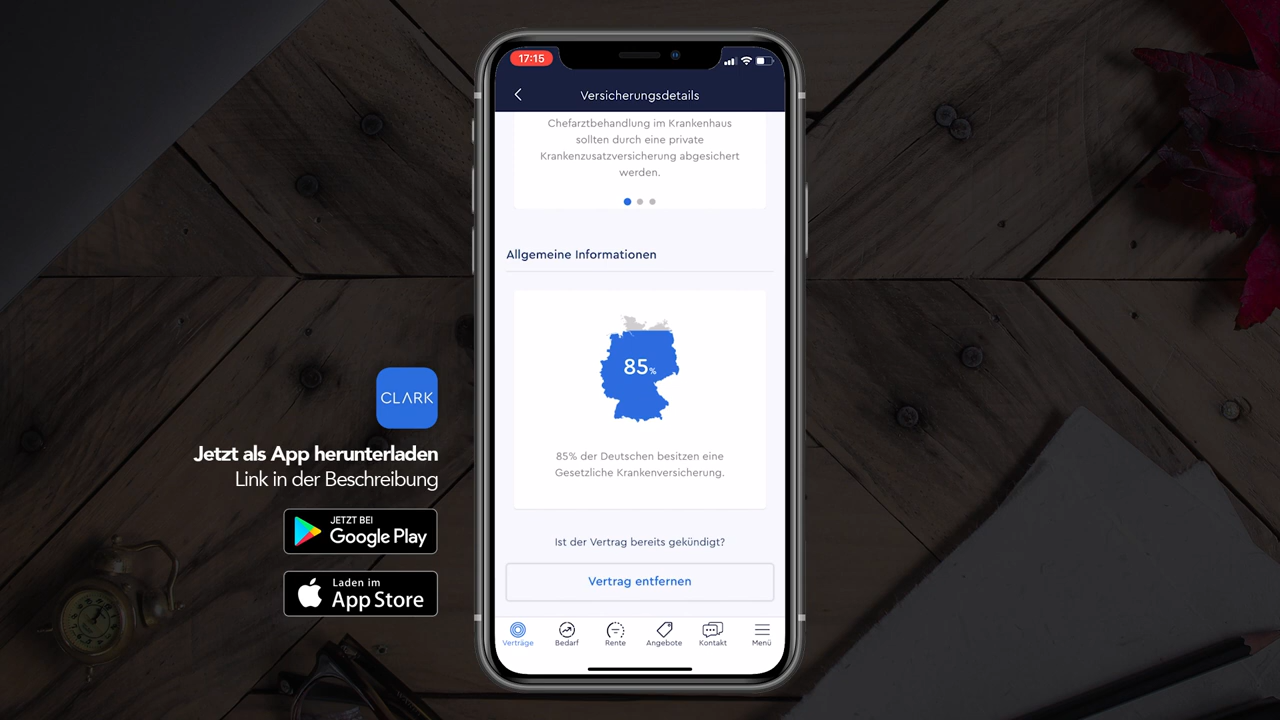 17:15
Versicherungsdetails
Chefarztbehandlung im Krankenhaus
sollten durch eine private
Krankenzusatzversicherung abgesichert
werden.
Allgemeine Informationen
85%
85% der Deutschen besitzen eine
Gesetzliche Krankenversicherung.
Ist der Vertrag bereits gekündigt?
Vertrag entfernen
Verträge
Bedarf
Rente
Angebote
Kontakt
Menü
CLARK
Jetzt als App herunterladen
Link in der Beschreibung
JETZT BEI
Google Play
Laden im
App Store